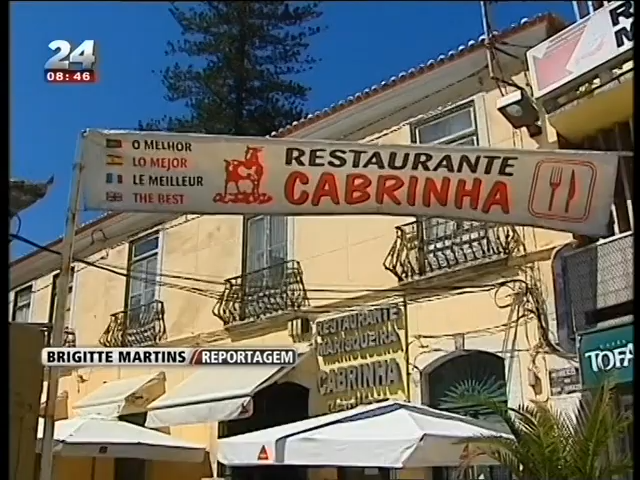 24
08:46
O MELHOR
LO MEJOR
LE MEILLEUR
THE BEST
RESTAURANTE
CABRINHA
RESTAURANTE
MARISQUEIRA
CABRINHA
BRIGITTE MARTINS / REPORTAGEM
TOFA